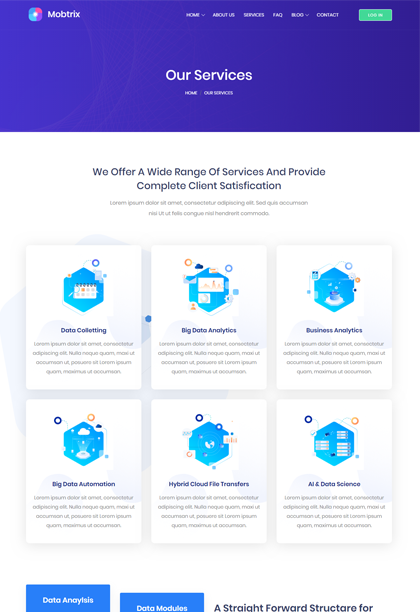 Mobtrix
HOME ABOUT US SERVICES FAQ BLOG CONTACT LOG IN
Our Services
HOME OUR SERVICES
We Offer A Wide Range Of Services And Provide
Complete Client Satisfication
Lorem ipsum dolor sit amet, consectetur adipiscing elit. Sed quis accumsan
nisi Ut ut felis congue nisl hendrerit commodo.
Data Colletting
Lorem ipsum dolor sit amet, consectetur
adipiscing elit. Nulla neque quam, maxi ut
accumsan ut, posuere sit Lorem ipsum
quam, maximus ut accumsan.
Big Data Analytics
Lorem ipsum dolor sit amet, consectetur
adipiscing elit. Nulla neque quam, maxi ut
accumsan ut, posuere sit Lorem ipsum
quam, maximus ut accumsan.
Business Analytics
Lorem ipsum dolor sit amet, consectetur
adipiscing elit. Nulla neque quam, maxi ut
accumsan ut, posuere sit Lorem ipsum
quam, maximus ut accumsan.
Big Data Automation
Lorem ipsum dolor sit amet, consectetur
adipiscing elit. Nulla neque quam, maxi ut
accumsan ut, posuere sit Lorem ipsum
quam, maximus ut accumsan.
Hybrid Cloud File Transfers
Lorem ipsum dolor sit amet, consectetur
adipiscing elit. Nulla neque quam, maxi ut
accumsan ut, posuere sit Lorem ipsum
quam, maximus ut accumsan.
AI & Data Science
Lorem ipsum dolor sit amet, consectetur
adipiscing elit. Nulla neque quam, maxi ut
accumsan ut, posuere sit Lorem ipsum
quam, maximus ut accumsan.
Data Anaylsis
Data Modules
A Straight Forward Structure for